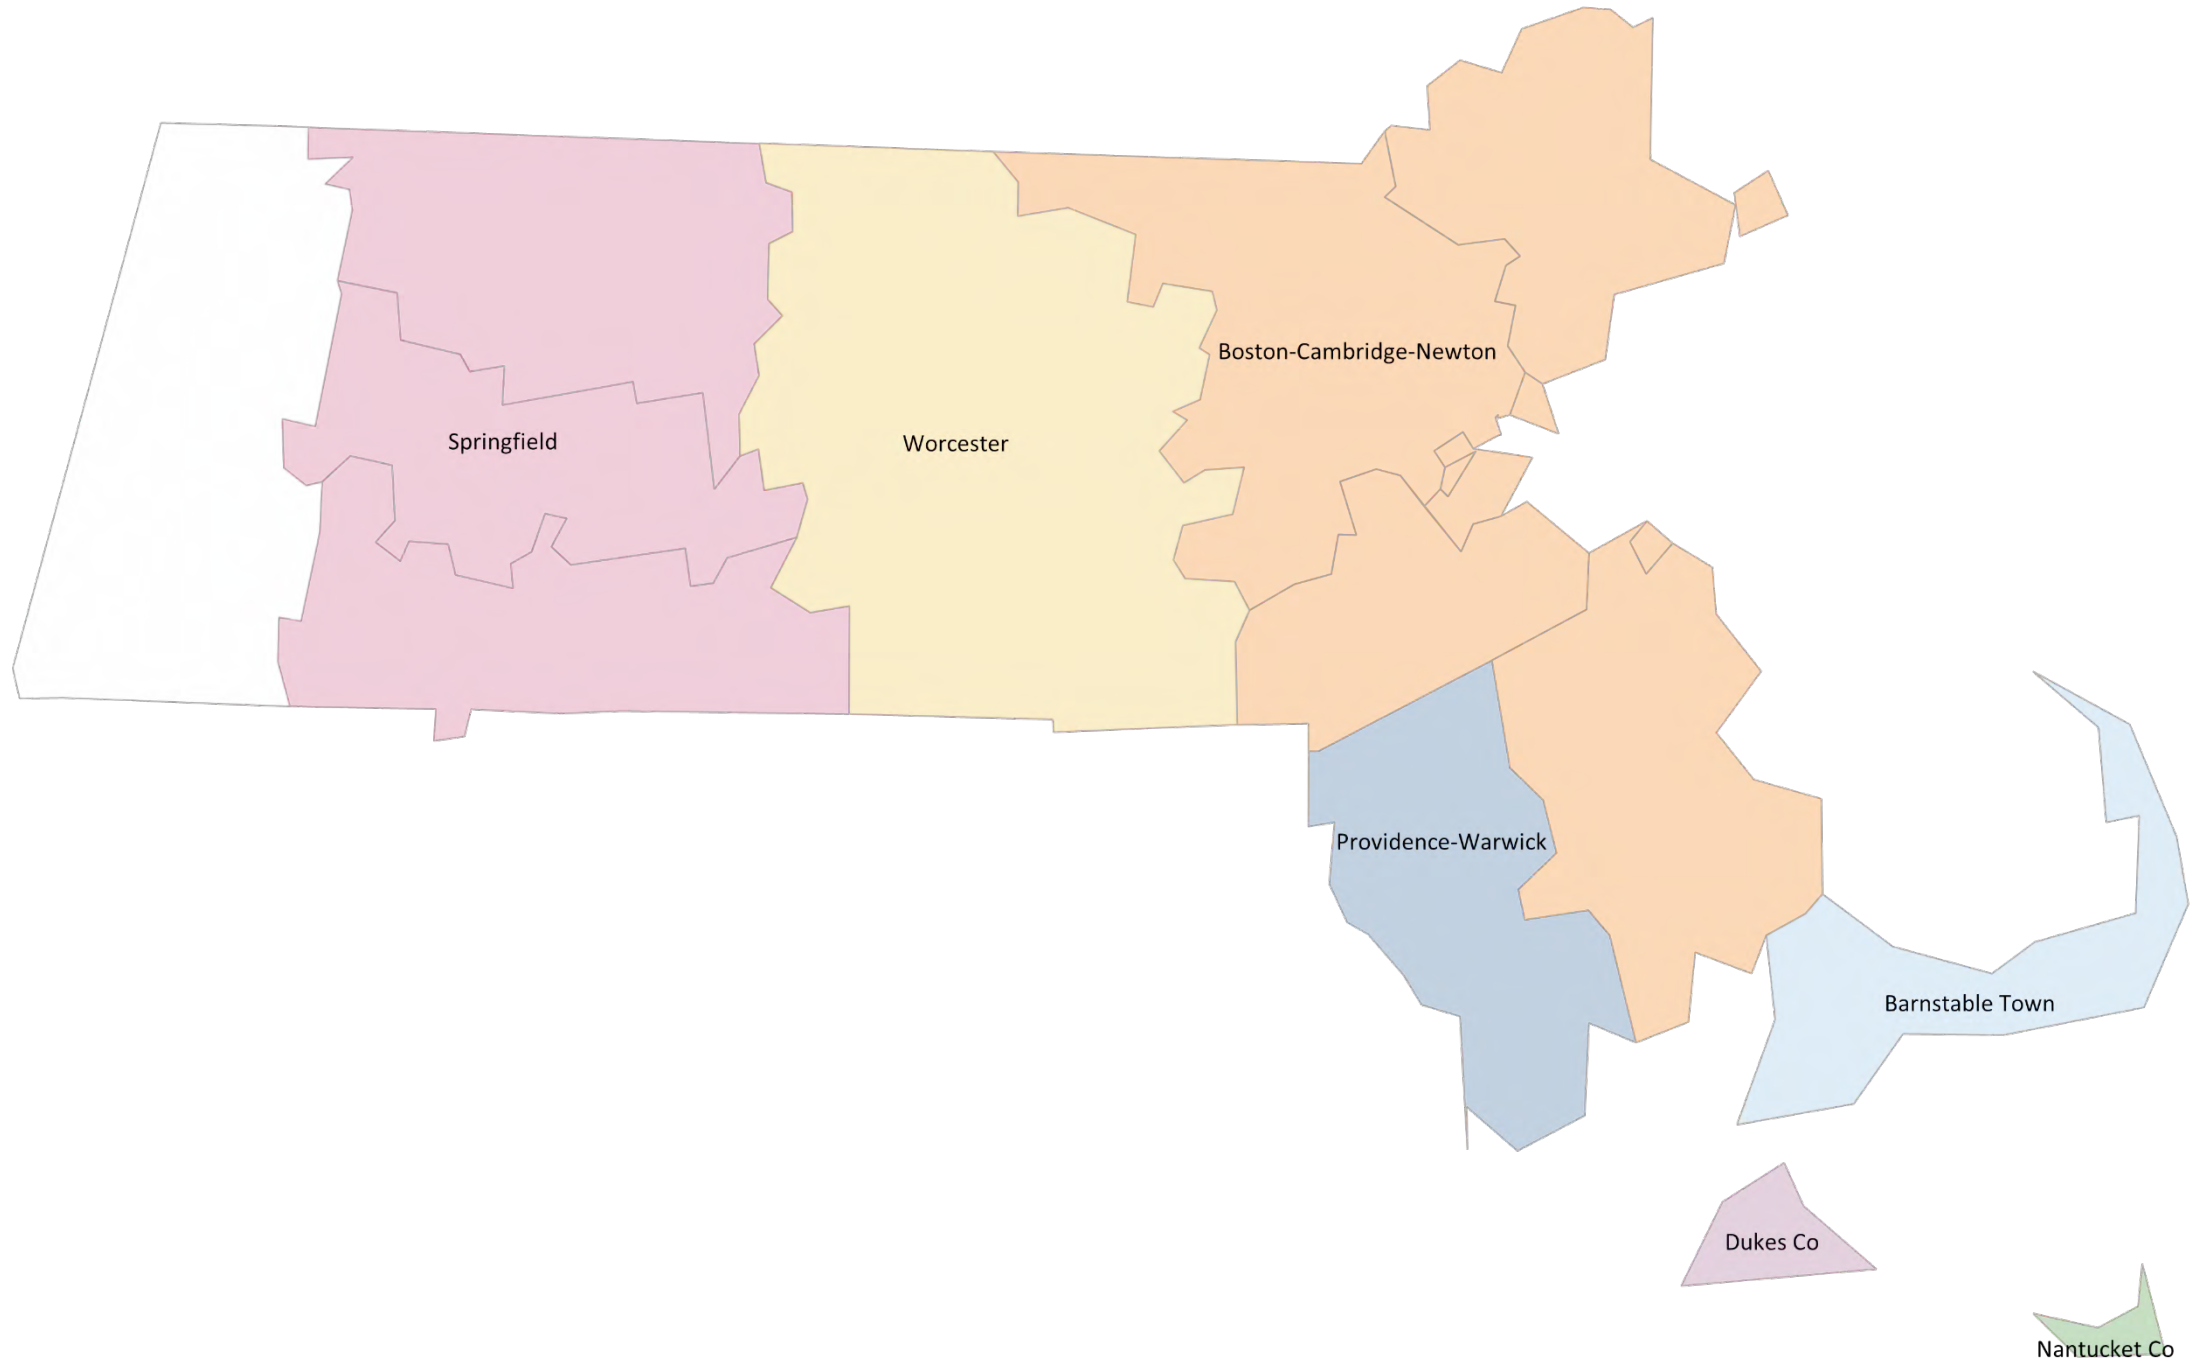 Boston-Cambridge-Newton
Springfield
Worcester
Providence-Warwick
Barnstable Town
Dukes Co
Nantucket Co